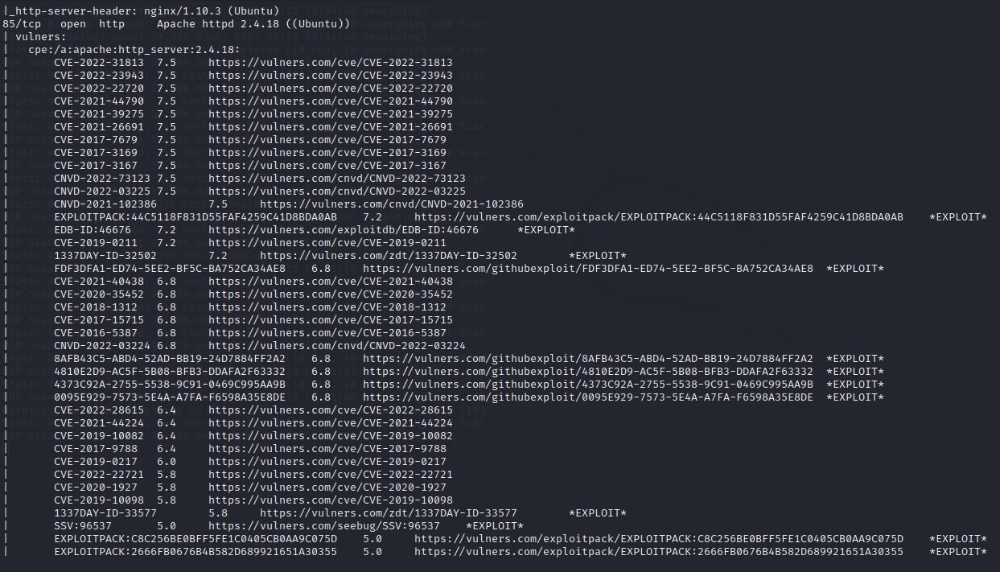 |_http-server-header: nginx/1.10.3 (Ubuntu)
85/tcp   open   http     Apache httpd 2.4.18 ((Ubuntu))
| vulners:
|   cpe:/a:apache:http_server:2.4.18:
|       CVE-2022-31813  7.5     https://vulners.com/cve/CVE-2022-31813
|       CVE-2022-23943  7.5     https://vulners.com/cve/CVE-2022-23943
|       CVE-2022-22720  7.5     https://vulners.com/cve/CVE-2022-22720
|       CVE-2021-44790  7.5     https://vulners.com/cve/CVE-2021-44790
|       CVE-2021-39275  7.5     https://vulners.com/cve/CVE-2021-39275
|       CVE-2021-26691  7.5     https://vulners.com/cve/CVE-2021-26691
|       CVE-2017-7679   7.5     https://vulners.com/cve/CVE-2017-7679
|       CVE-2017-3169   7.5     https://vulners.com/cve/CVE-2017-3169
|       CVE-2017-3167   7.5     https://vulners.com/cve/CVE-2017-3167
|       CNVD-2022-73123 7.5     https://vulners.com/cnvd/CNVD-2022-73123
|       CNVD-2022-03225 7.5     https://vulners.com/cnvd/CNVD-2022-03225
|       CNVD-2021-102386        7.5     https://vulners.com/cnvd/CNVD-2021-102386
|       EXPLOITPACK:44C5118F831D55FAF4259C41D8BDA0AB    7.2     https://vulners.com/exploitpack/EXPLOITPACK:44C5118F831D55FAF4259C41D8BDA0AB    *EXPLOIT*
|       EDB-ID:46676    7.2     https://vulners.com/exploitdb/EDB-ID:46676      *EXPLOIT*
|       CVE-2019-0211   7.2     https://vulners.com/cve/CVE-2019-0211
|       1337DAY-ID-32502        7.2     https://vulners.com/zdt/1337DAY-ID-32502        *EXPLOIT*
|       FDF3DFA1-ED74-5EE2-BF5C-BA752CA34AE8    6.8     https://vulners.com/githubexploit/FDF3DFA1-ED74-5EE2-BF5C-BA752CA34AE8  *EXPLOIT*
|       CVE-2021-40438  6.8     https://vulners.com/cve/CVE-2021-40438
|       CVE-2020-35452  6.8     https://vulners.com/cve/CVE-2020-35452
|       CVE-2018-1312   6.8     https://vulners.com/cve/CVE-2018-1312
|       CVE-2017-15715  6.8     https://vulners.com/cve/CVE-2017-15715
|       CVE-2016-5387   6.8     https://vulners.com/cve/CVE-2016-5387
|       CNVD-2022-03224 6.8     https://vulners.com/cnvd/CNVD-2022-03224
|       8AFB43C5-ABD4-52AD-BB19-24D7884FF2A2    6.8     https://vulners.com/githubexploit/8AFB43C5-ABD4-52AD-BB19-24D7884FF2A2  *EXPLOIT*
|       4810E2D9-AC5F-5B08-BFB3-DDAFA2F63332    6.8     https://vulners.com/githubexploit/4810E2D9-AC5F-5B08-BFB3-DDAFA2F63332  *EXPLOIT*
|       4373C92A-2755-5538-9C91-0469C995AA9B    6.8     https://vulners.com/githubexploit/4373C92A-2755-5538-9C91-0469C995AA9B  *EXPLOIT*
|       0095E929-7573-5E4A-A7FA-F6598A35E8DE    6.8     https://vulners.com/githubexploit/0095E929-7573-5E4A-A7FA-F6598A35E8DE  *EXPLOIT*
|       CVE-2022-28615  6.4     https://vulners.com/cve/CVE-2022-28615
|       CVE-2021-44224  6.4     https://vulners.com/cve/CVE-2021-44224
|       CVE-2019-10082  6.4     https://vulners.com/cve/CVE-2019-10082
|       CVE-2017-9788   6.4     https://vulners.com/cve/CVE-2017-9788
|       CVE-2019-0217   6.0     https://vulners.com/cve/CVE-2019-0217
|       CVE-2022-22721  5.8     https://vulners.com/cve/CVE-2022-22721
|       CVE-2020-1927   5.8     https://vulners.com/cve/CVE-2020-1927
|       CVE-2019-10098  5.8     https://vulners.com/cve/CVE-2019-10098
|       1337DAY-ID-33577        5.8     https://vulners.com/zdt/1337DAY-ID-33577        *EXPLOIT*
|       SSV:96537       5.0     https://vulners.com/seebug/SSV:96537    *EXPLOIT*
|       EXPLOITPACK:C8C256BE0BFF5FE1C0405CB0AA9C075D    5.0     https://vulners.com/exploitpack/EXPLOITPACK:C8C256BE0BFF5FE1C0405CB0AA9C075D    *EXPLOIT*
|       EXPLOITPACK:2666FB0676B4B582D689921651A30355    5.0     https://vulners.com/exploitpack/EXPLOITPACK:2666FB0676B4B582D689921651A30355    *EXPLOIT*